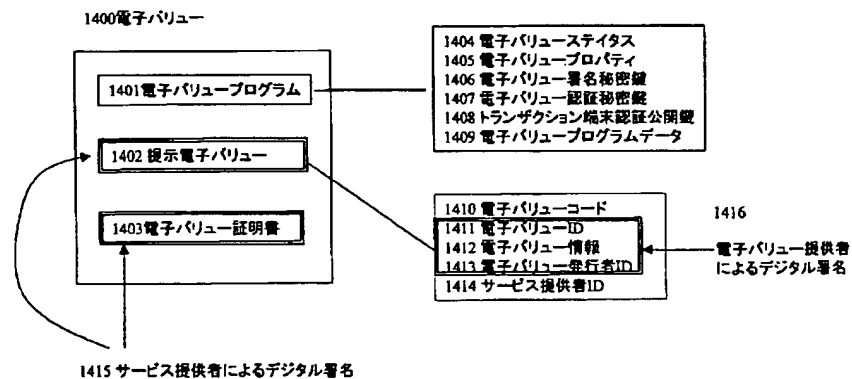 1400電子バリュー
1401電子バリュープログラム
1402 提示電子バリュー
1403電子バリュー証明書
1404 電子バリューステイタス
1405 電子バリュープロパティ
1406 電子バリュー署名秘密鍵
1407 電子バリュー認証秘密鍵
1408 トランザクション端末認証公開鍵
1409 電子バリュープログラムデータ
1410 電子バリューコード
1411 電子バリューID
1412 電子バリュー情報
1413 電子バリュー発行者ID
1414 サービス提供者ID
1416
電子バリュー提供者
によるデジタル署名
1415 サービス提供者によるデジタル署名